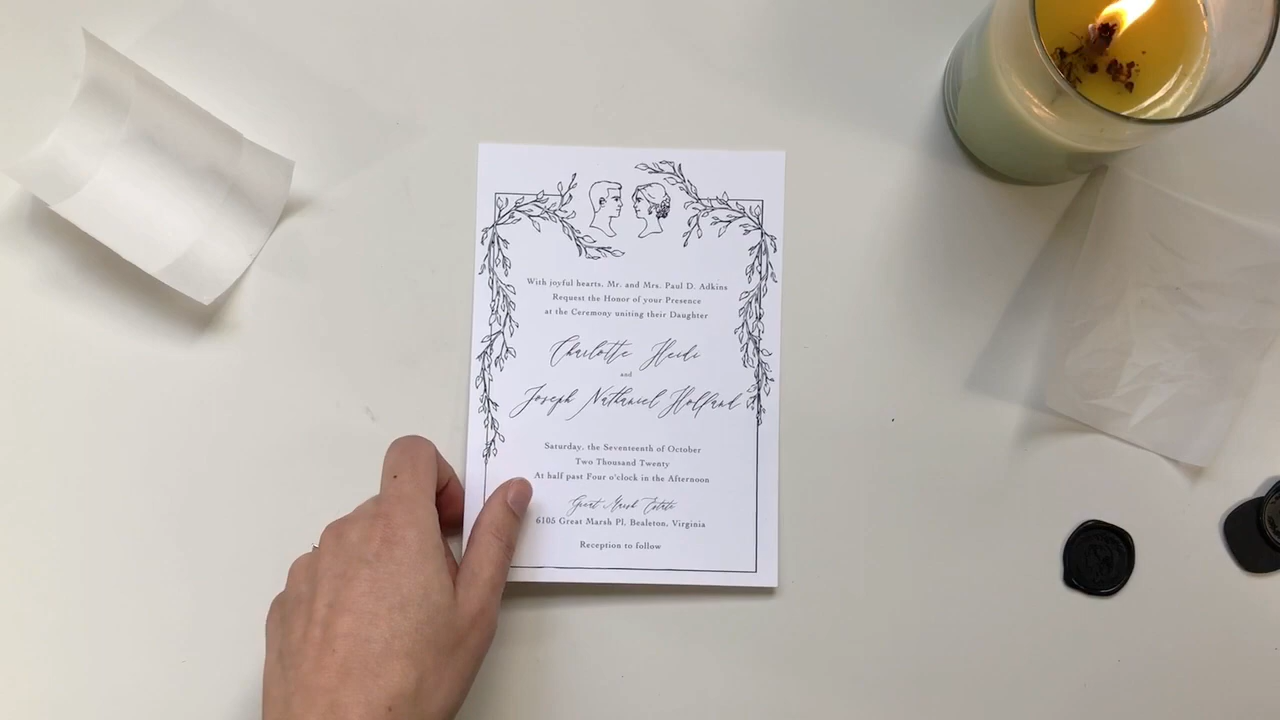 With joyful hearts, Mr. and Mrs. Paul D. Adkins
Request the Honor of your Presence
at the Ceremony uniting their Daughter
Charlotte Heidi
and
Joseph Nathaniel Holland
Saturday, the Seventeenth of October
Two Thousand Twenty
At half past Four o'clock in the Afternoon
Great Marsh Estate
6105 Great Marsh Pl. Bealeton, Virginia
Reception to follow